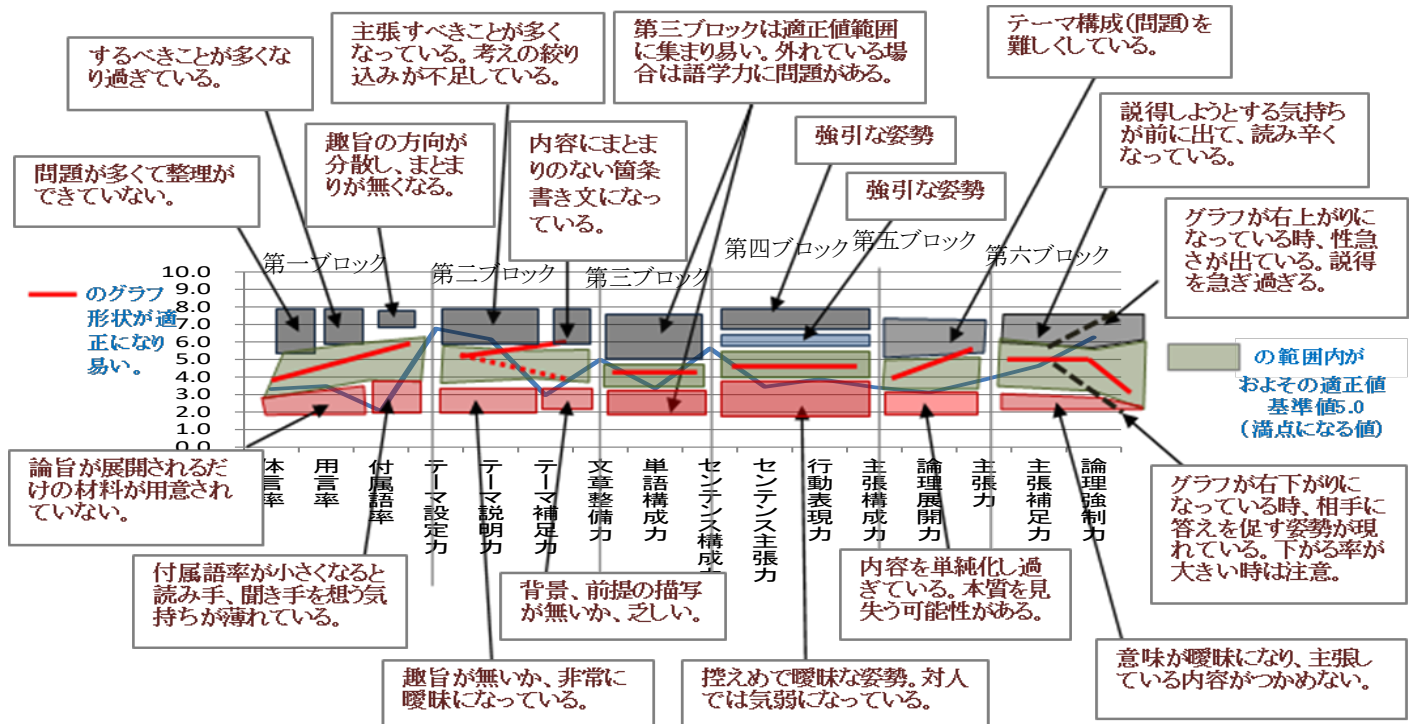 するべきことが多くな
り過ぎている。
主張すべきことが多く
なっている。考えの絞り
込みが不足している。
第三ブロックは適正値範囲
に集まり易い。外れている場
合は語学力に問題がある。
テーマ構成(問題)を
難しくしている。
問題が多くて整理が
できていない。
趣旨の方向が
分散し、まとま
りが無くなる。
内容にまとま
りのない箇条
書き文になっ
ている。
強引な姿勢
強引な姿勢
説得しようとする気持ち
が前に出て、読み辛く
なっている。
グラフが右上がりに
なっている時、性急
さが出ている。説得
を急ぎ過ぎる。
第一ブロック
第二ブロック
第三ブロック
第四ブロック
第五ブロック
第六ブロック
10.0
9.0
8.0
7.0
6.0
5.0
4.0
3.0
2.0
1.0
0.0
のグラフ
形状が適
正になり
易い。
の範囲内が
およその適正値
基準値5.0
(満点になる値)
体言率
用言率
付属語率
テーマ設定力
テーマ説明力
テーマ補足力
文章整備力
単語構成力
センテンス構成力
センテンス主張力
行動表現力
主張構成力
論理展開力
主張力
主張補足力
論理強制力
論旨が展開されるだ
けの材料が用意され
ていない。
付属語率が小さくなると
読み手、聞き手を想う気
持ちが薄れている。
趣旨が無いか、非常に
曖昧になっている。
背景、前提の描写
が無いか、乏しい。
控えめで曖昧な姿勢。対人
では気弱になっている。
内容を単純化し過
ぎている。本質を見
失う可能性がある。
グラフが右下がりに
なっている時、相手に
答えを促す姿勢が現
れている。下がる率が
大きい時は注意。
意味が曖昧になり、主張し
ている内容がつかめない。